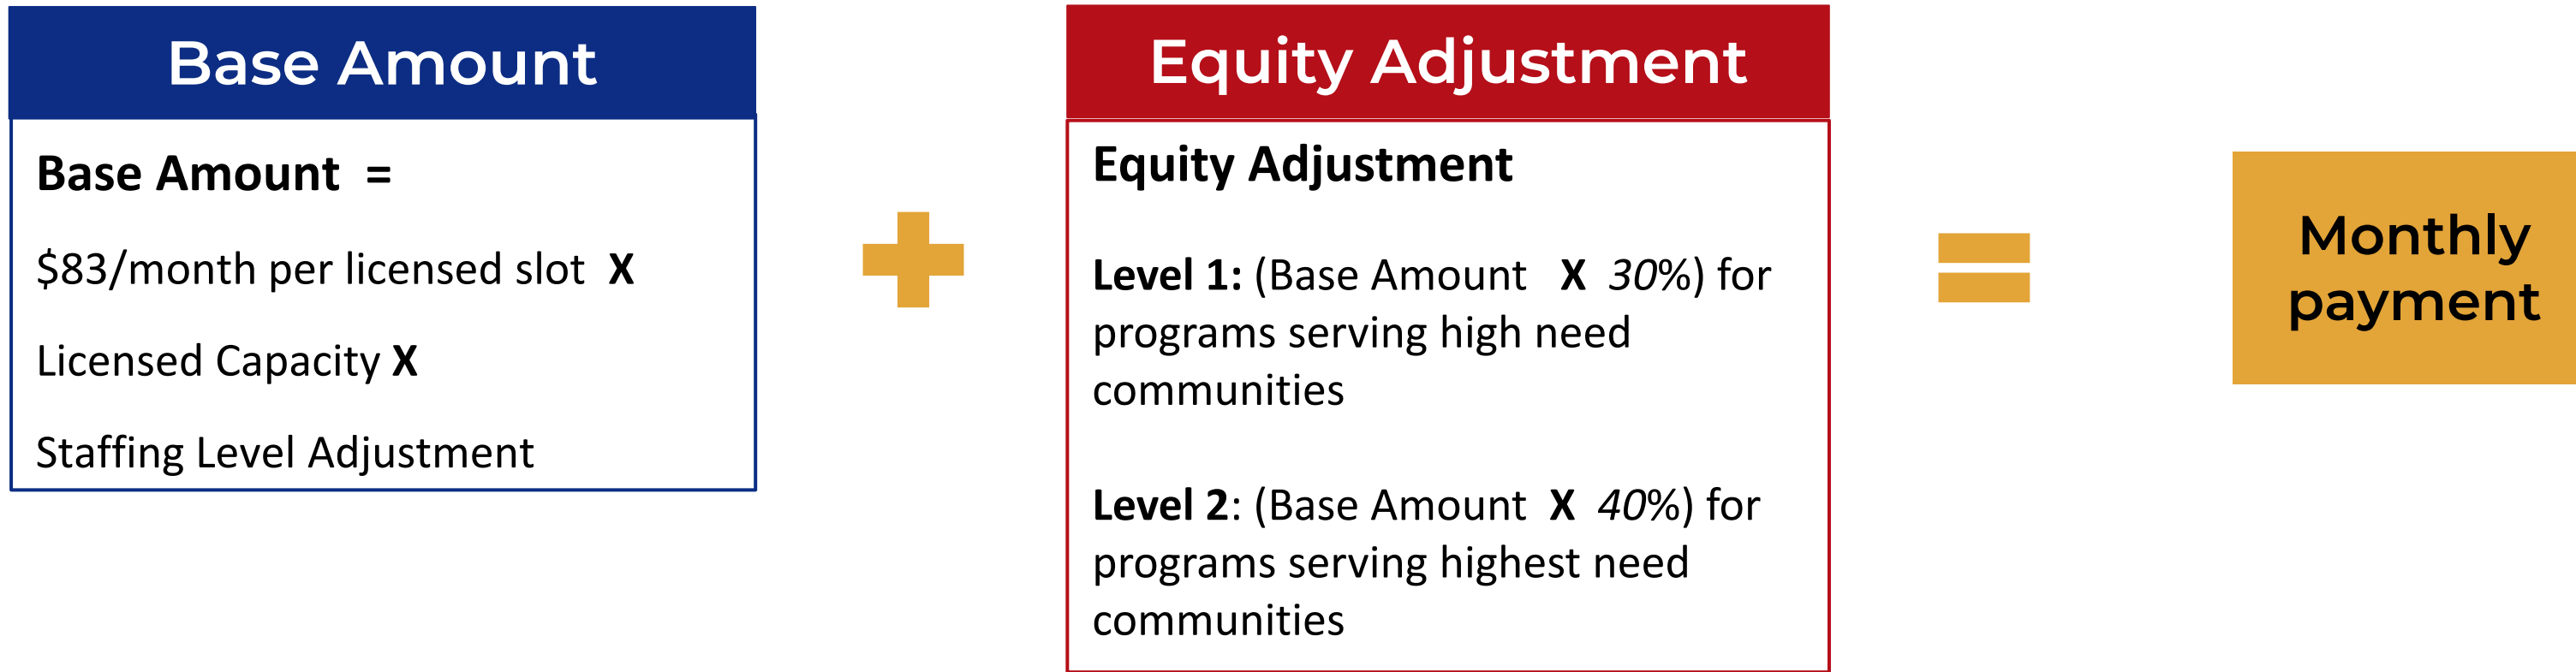 Base Amount
Base Amount =
$83/month per licensed slot X
Licensed Capacity X
Staffing Level Adjustment
+
Equity Adjustment
Equity Adjustment
Level 1: (Base Amount X 30%) for
programs serving high need
communities
Level 2: (Base Amount X 40%) for
programs serving highest need
communities
=
Monthly
payment